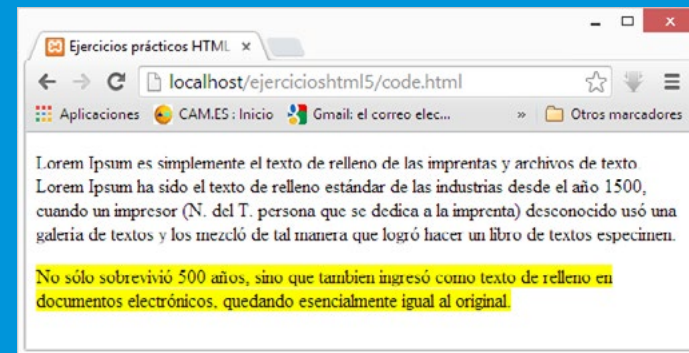 Ejercicios prácticos HTML
localhost/ejercicioshtml5/code.html
Aplicaciones CAM.ES : Inicio Gmail: el correo elec... » Otros marcadores
Lorem Ipsum es simplemente el texto de relleno de las imprentas y archivos de texto.
Lorem Ipsum ha sido el texto de relleno estándar de las industrias desde el año 1500,
cuando un impresor (N. del T. persona que se dedica a la imprenta) desconocido usó una
galería de textos y los mezcló de tal manera que logró hacer un libro de textos especimen.
No sólo sobrevivió 500 años, sino que tambien ingresó como texto de relleno en
documentos electrónicos, quedando esencialmente igual al original.